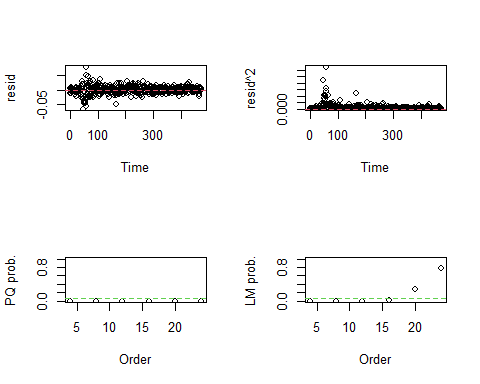 resid
-0.05
0 100 300
Time
resid^2
0.000
0 100 300
Time
PQ prob.
0.0 0.8
5 10 15 20
Order
LM prob.
0.0 0.8
5 10 15 20
Order